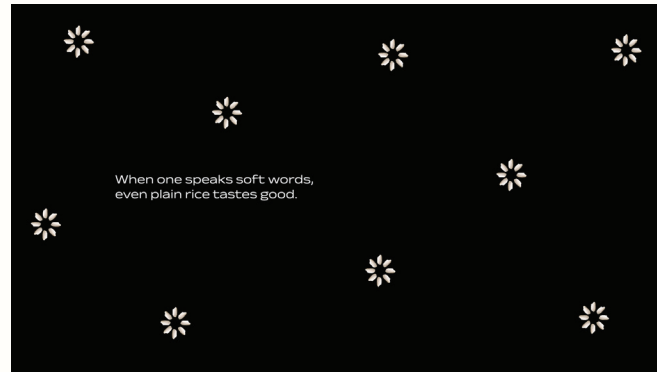 When one speaks soft words,
even plain rice tastes good.